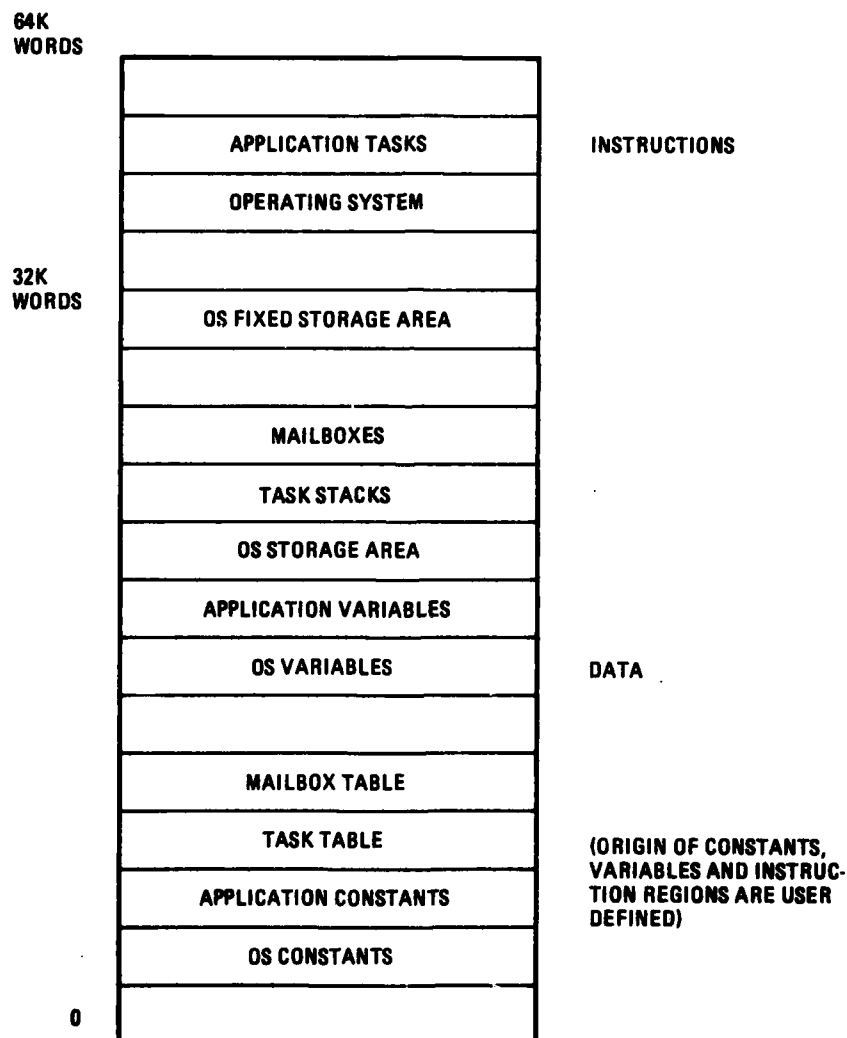 64K
WORDS
APPLICATION TASKS
INSTRUCTIONS
OPERATING SYSTEM
32K
WORDS
OS FIXED STORAGE AREA
MAILBOXES
TASK STACKS
OS STORAGE AREA
APPLICATION VARIABLES
OS VARIABLES
DATA
MAILBOX TABLE
TASK TABLE
(ORIGIN OF CONSTANTS,
VARIABLES AND INSTRUC-
TION REGIONS ARE USER
DEFINED)
APPLICATION CONSTANTS
OS CONSTANTS
0